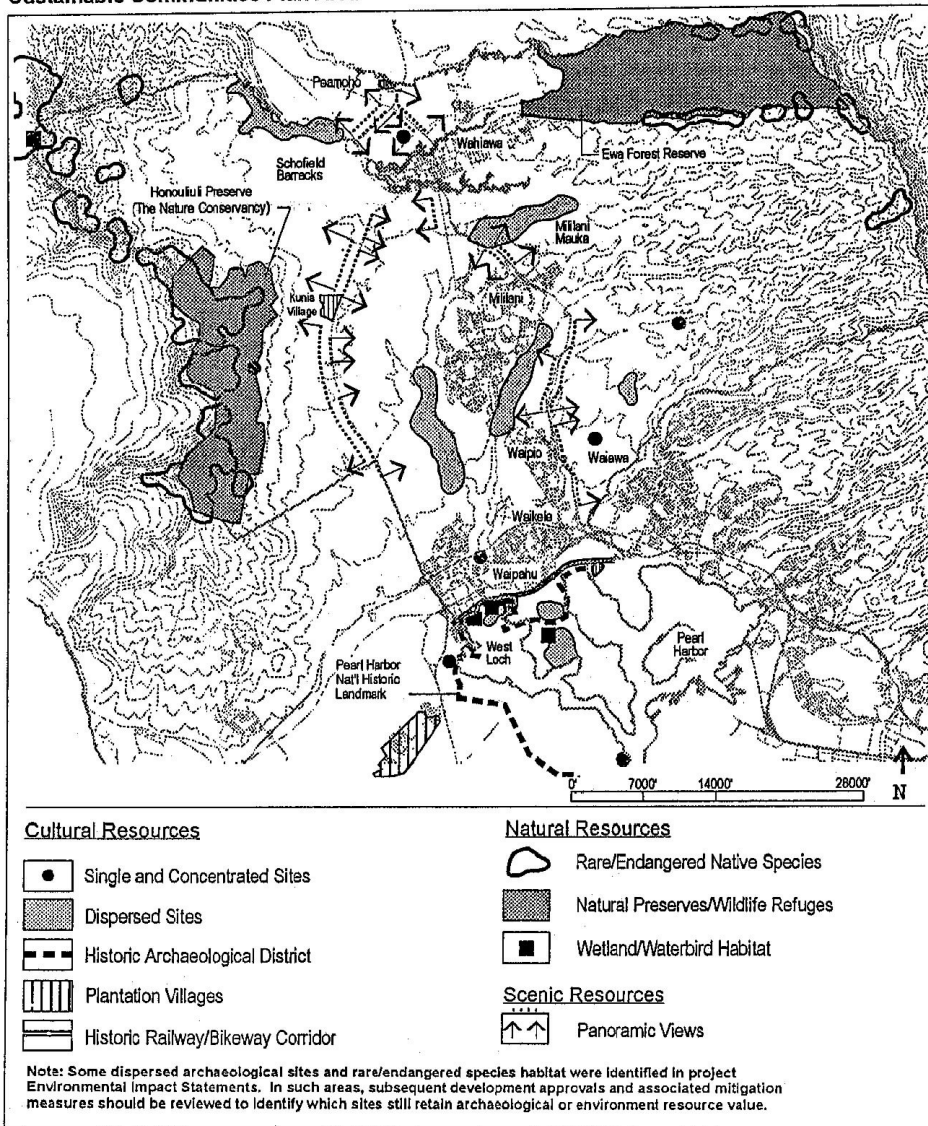 Poamoho
Wahiawa
Schofield
Barracks
Ewa Forest Reserve
Honouliuli Preserve
(The Nature Conservancy)
Mililani
Mauka
Kunia
Village
Mililani
Waipio
Waiawa
Waikele
Waipahu
West
Loch
Pearl
Harbor
Pearl Harbor
Nat'l Historic
Landmark
0' 7000' 14000' 28000'
N
Cultural Resources
Single and Concentrated Sites
Dispersed Sites
Historic Archaeological District
Plantation Villages
Historic Railway/Bikeway Corridor
Natural Resources
Rare/Endangered Native Species
Natural Preserves/Wildlife Refuges
Wetland/Waterbird Habitat
Scenic Resources
Panoramic Views
Note: Some dispersed archaeological sites and rare/endangered species habitat were identified in project
Environmental Impact Statements. In such areas, subsequent development approvals and associated mitigation
measures should be reviewed to identify which sites still retain archaeological or environment resource value.